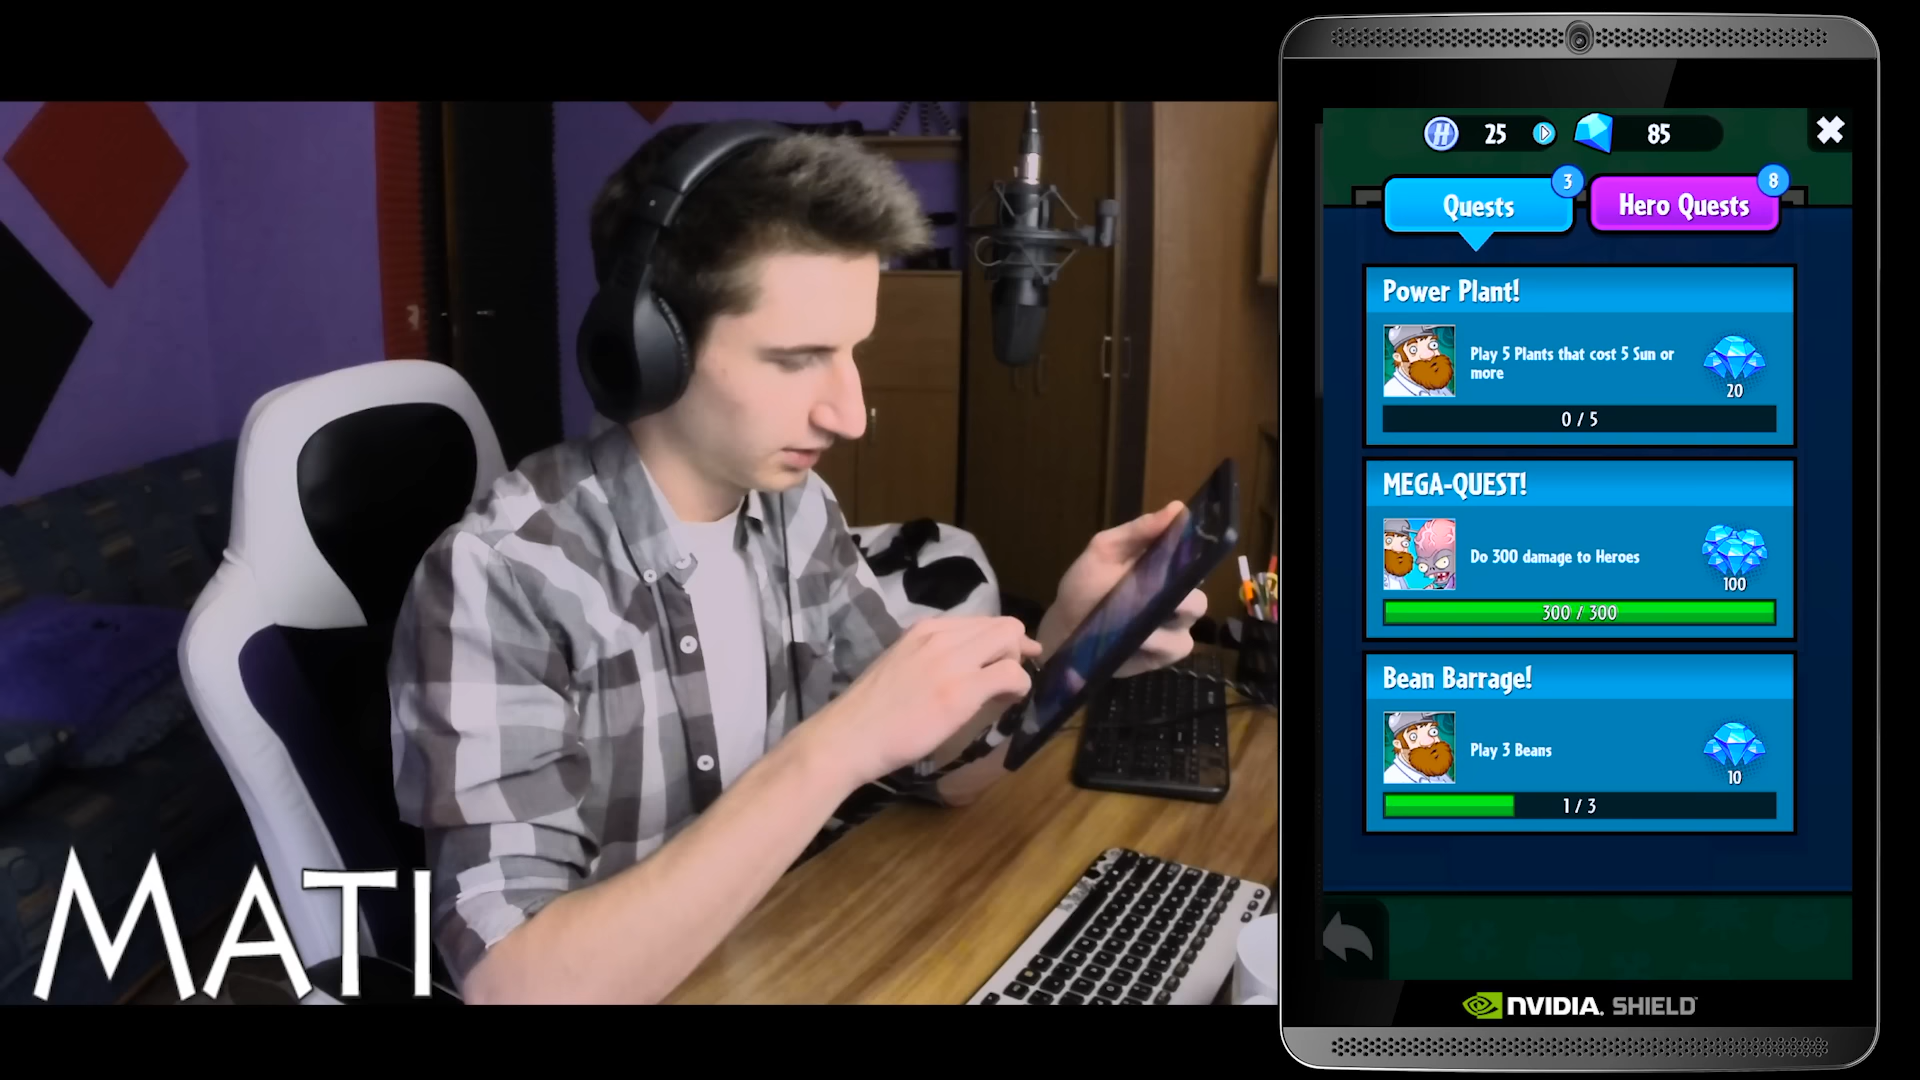 25
85
3
8
Quests
Hero Quests
Power Plant!
Play 5 Plants that cost 5 Sun or
more
20
0 / 5
MEGA-QUEST!
Do 300 damage to Heroes
100
300 / 300
Bean Barrage!
Play 3 Beans
10
1 / 3
MATI
NVIDIA. SHIELD